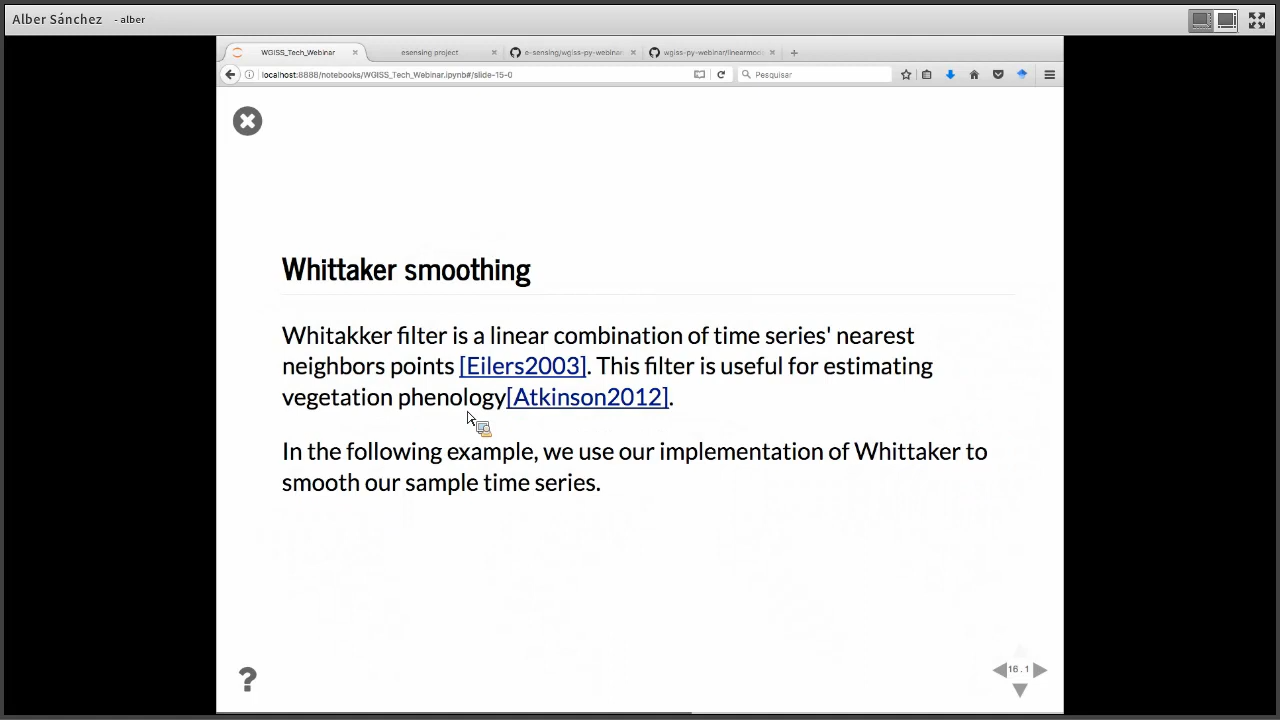 Alber Sánchez - alber
WGISS_Tech_Webinar
esensing project
e-sensing/wgiss-py-webinar
wgiss-py-webinar/linearmod
localhost:8888/notebooks/WGISS_Tech_Webinar.ipynb#/slide-15-0
Pesquisar
Whittaker smoothing
Whitakker filter is a linear combination of time series' nearest
neighbors points [Eilers2003]. This filter is useful for estimating
vegetation phenology[Atkinson2012].
In the following example, we use our implementation of Whittaker to
smooth our sample time series.
?
16.1